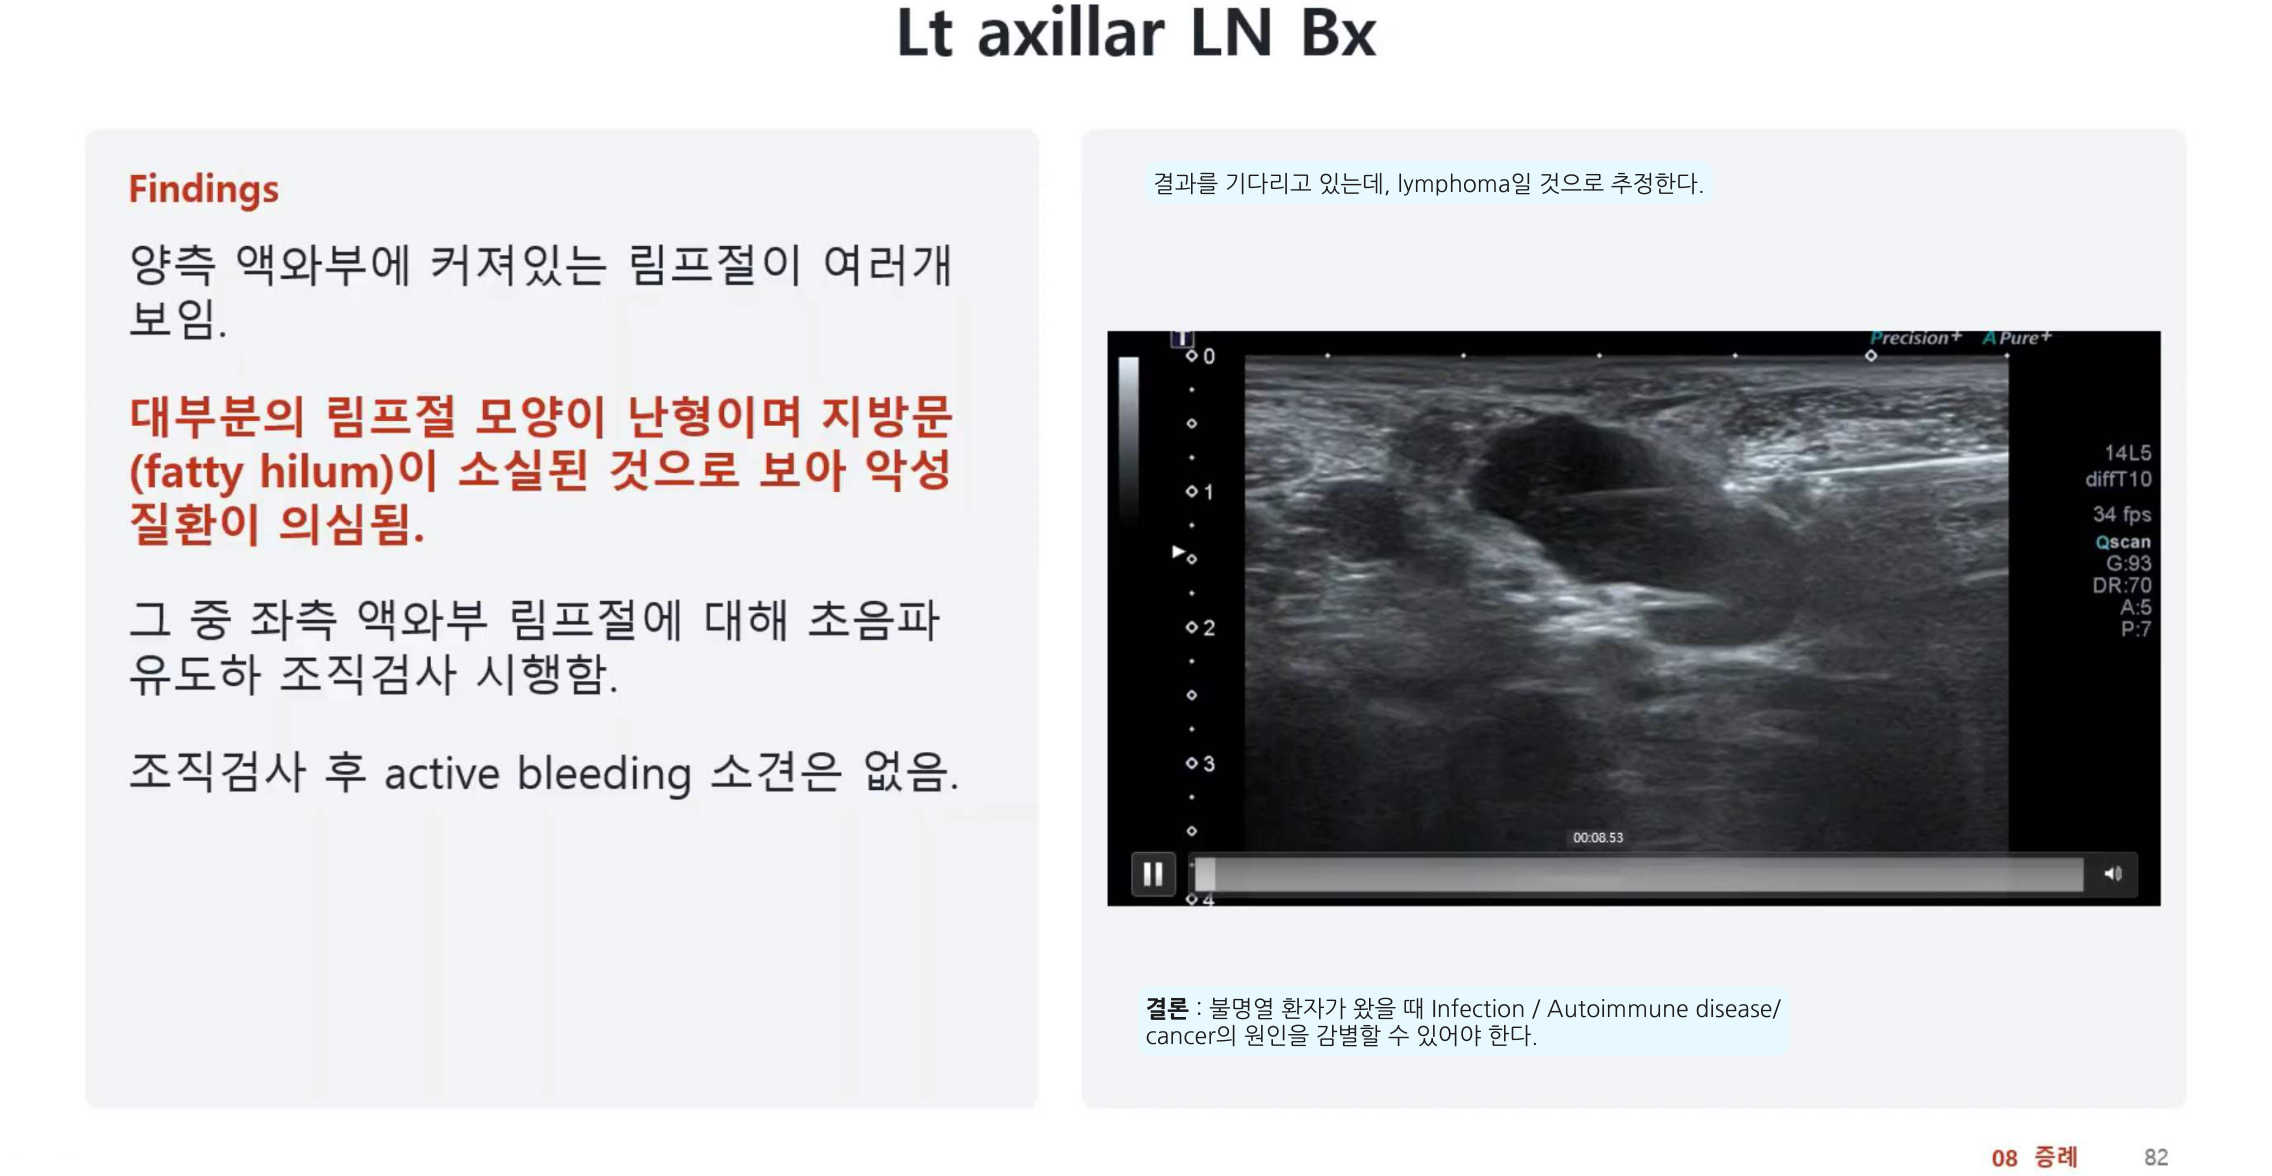 Lt axillar LN Bx
Findings
양측 액와부에 커져있는 림프절이 여러개
보임.
대부분의 림프절 모양이 난형이며 지방문
(fatty hilum)이 소실된 것으로 보아 악성
질환이 의심됨.
그 중 좌측 액와부 림프절에 대해 초음파
유도하 조직검사 시행함.
조직검사 후 active bleeding 소견은 없음.
결과를 기다리고 있는데, lymphoma일 것으로 추정한다.
T
Precision+ APure+
0
1
2
3
4
14L5
diffT10
34 fps
Qscan
G:93
DR:70
A:5
P:7
00:08.53
결론 : 불명열 환자가 왔을 때 Infection / Autoimmune disease/
cancer의 원인을 감별할 수 있어야 한다.
08 증례 82